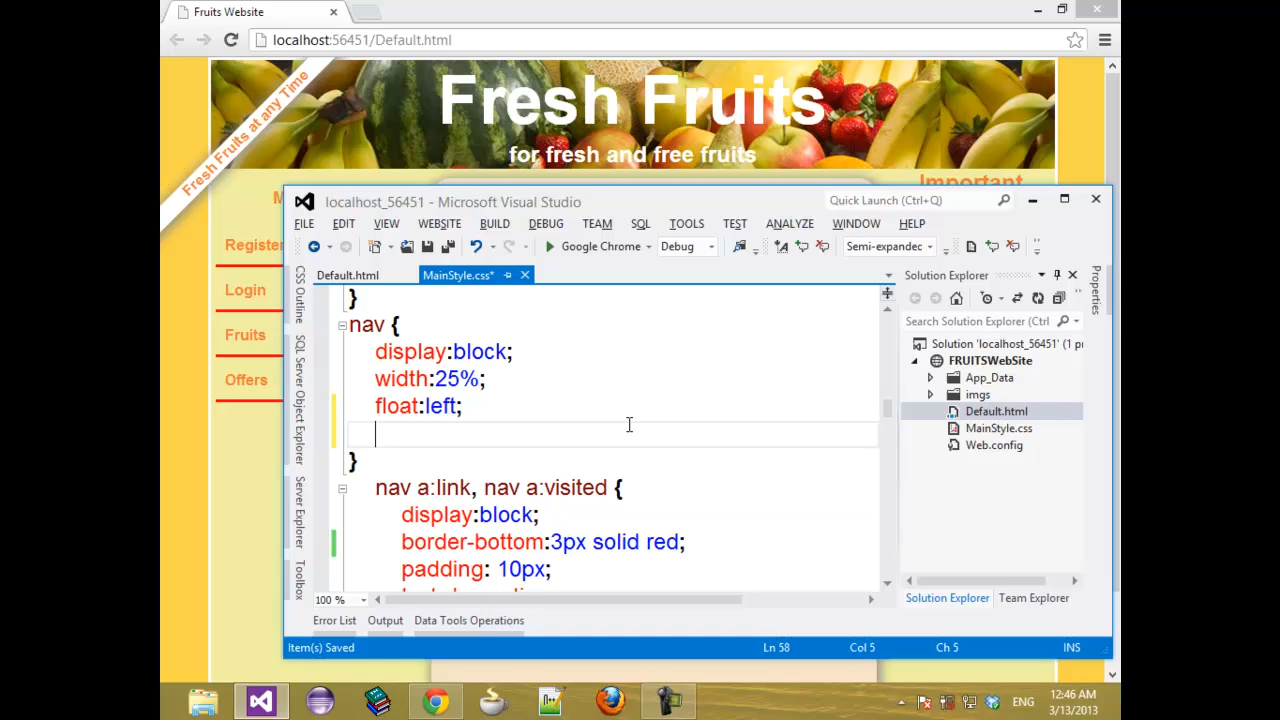 Fruits Website
localhost:56451/Default.html
Fresh Fruits
for fresh and free fruits
Fresh Fruits at any Time
Important
M
Register
Login
Fruits
Offers
localhost_56451 - Microsoft Visual Studio
Quick Launch (Ctrl+Q)
FILE EDIT VIEW WEBSITE BUILD DEBUG TEAM SQL TOOLS TEST ANALYZE WINDOW HELP
Google Chrome Debug Semi-expanded
Default.html MainStyle.css*
CSS Outline
SQL Server Object Explorer
Server Explorer
Toolbox
}
nav {
display:block;
width:25%;
float:left;
}
nav a:link, nav a:visited {
display:block;
border-bottom:3px solid red;
padding: 10px;
100 %
Solution Explorer
Search Solution Explorer (Ctrl
Solution 'localhost_56451' (1 pr
FRUITSWebSite
App_Data
imgs
Default.html
MainStyle.css
Web.config
Solution Explorer Team Explorer
Properties
Error List Output Data Tools Operations
Item(s) Saved Ln 58 Col 5 Ch 5 INS
ENG
12:46 AM
3/13/2013